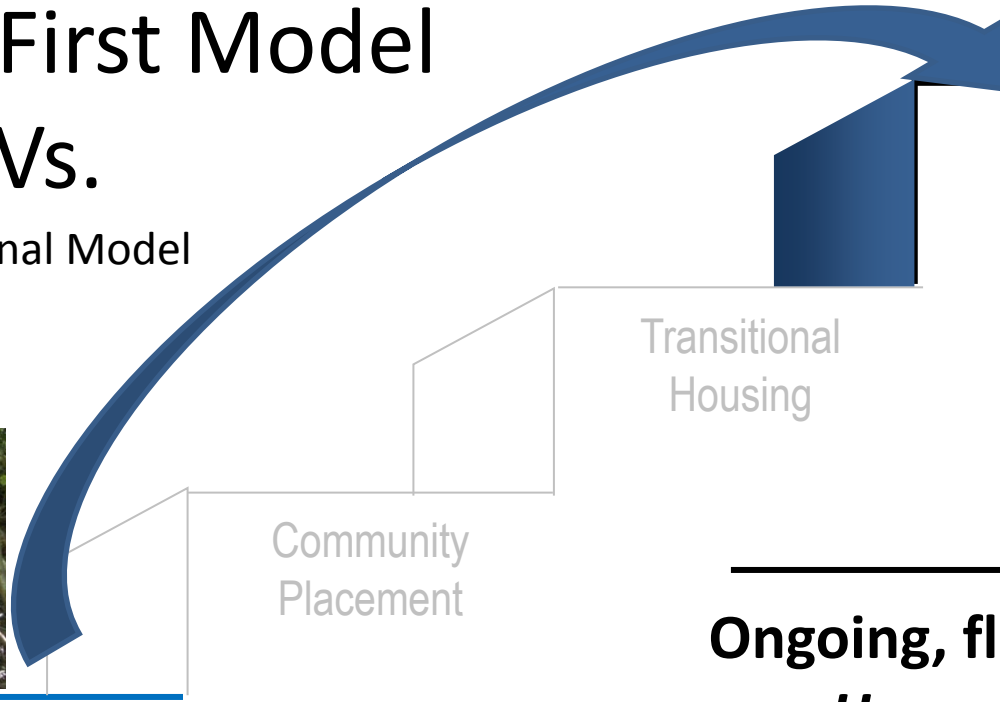 First Model
Vs.
nal Model
Transitional
Housing
Community
Placement
Ongoing, fl